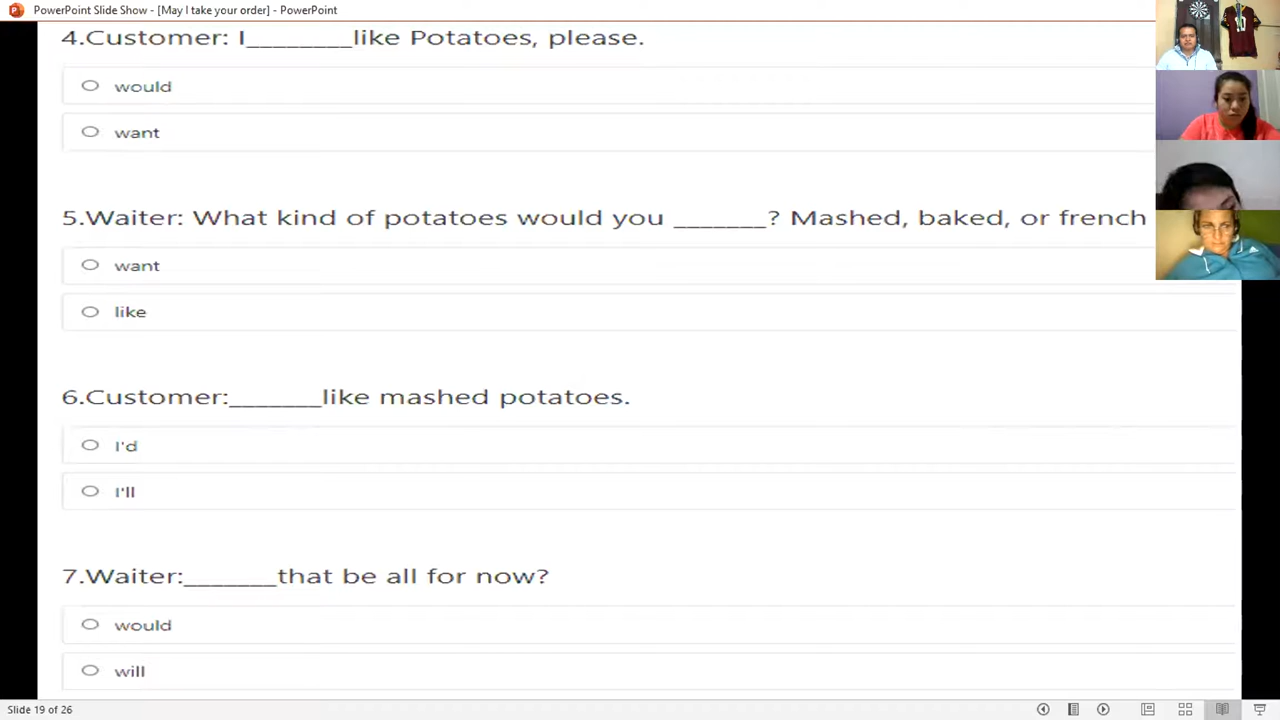 PowerPoint Slide Show - [May I take your order] - PowerPoint
4.Customer: I________like Potatoes, please.
would
want
5.Waiter: What kind of potatoes would you _______? Mashed, baked, or french
want
like
6.Customer:_______like mashed potatoes.
I'd
I'll
7.Waiter:_______that be all for now?
would
will
Slide 19 of 26